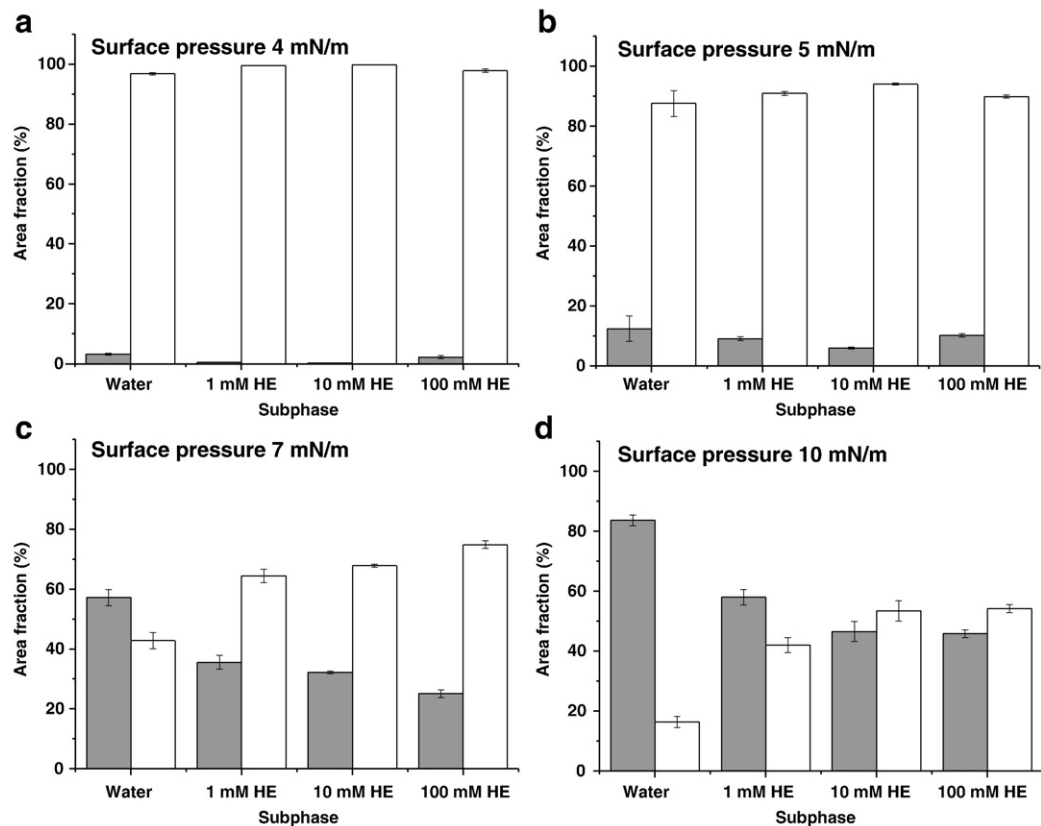 a
Surface pressure 4 mN/m
100
80
60
40
20
0
Area fraction (%)
Water 1 mM HE 10 mM HE 100 mM HE
Subphase
b
Surface pressure 5 mN/m
100
80
60
40
20
0
Area fraction (%)
Water 1 mM HE 10 mM HE 100 mM HE
Subphase
c
Surface pressure 7 mN/m
100
80
60
40
20
0
Area fraction (%)
Water 1 mM HE 10 mM HE 100 mM HE
Subphase
d
Surface pressure 10 mN/m
100
80
60
40
20
0
Area fraction (%)
Water 1 mM HE 10 mM HE 100 mM HE
Subphase